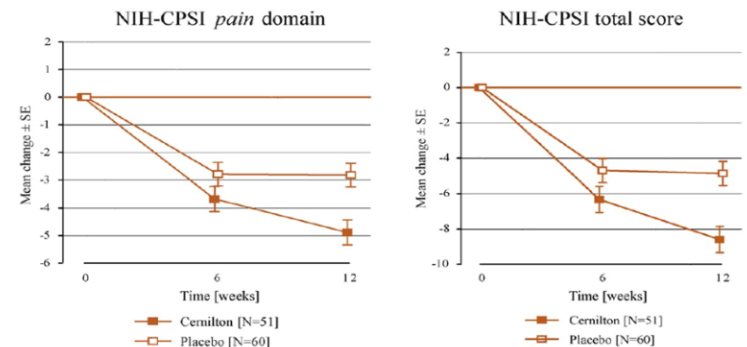 NIH-CPSI pain domain
2
1
0
-1
-2
-3
-4
-5
-6
Mean change ± SE
0 6 12
Time [weeks]
Cernilton [N=51]
Placebo [N=60]
NIH-CPSI total score
2
0
-2
-4
-6
-8
-10
Mean change ± SE
0 6 12
Time [weeks]
Cernilton [N=51]
Placebo [N=60]